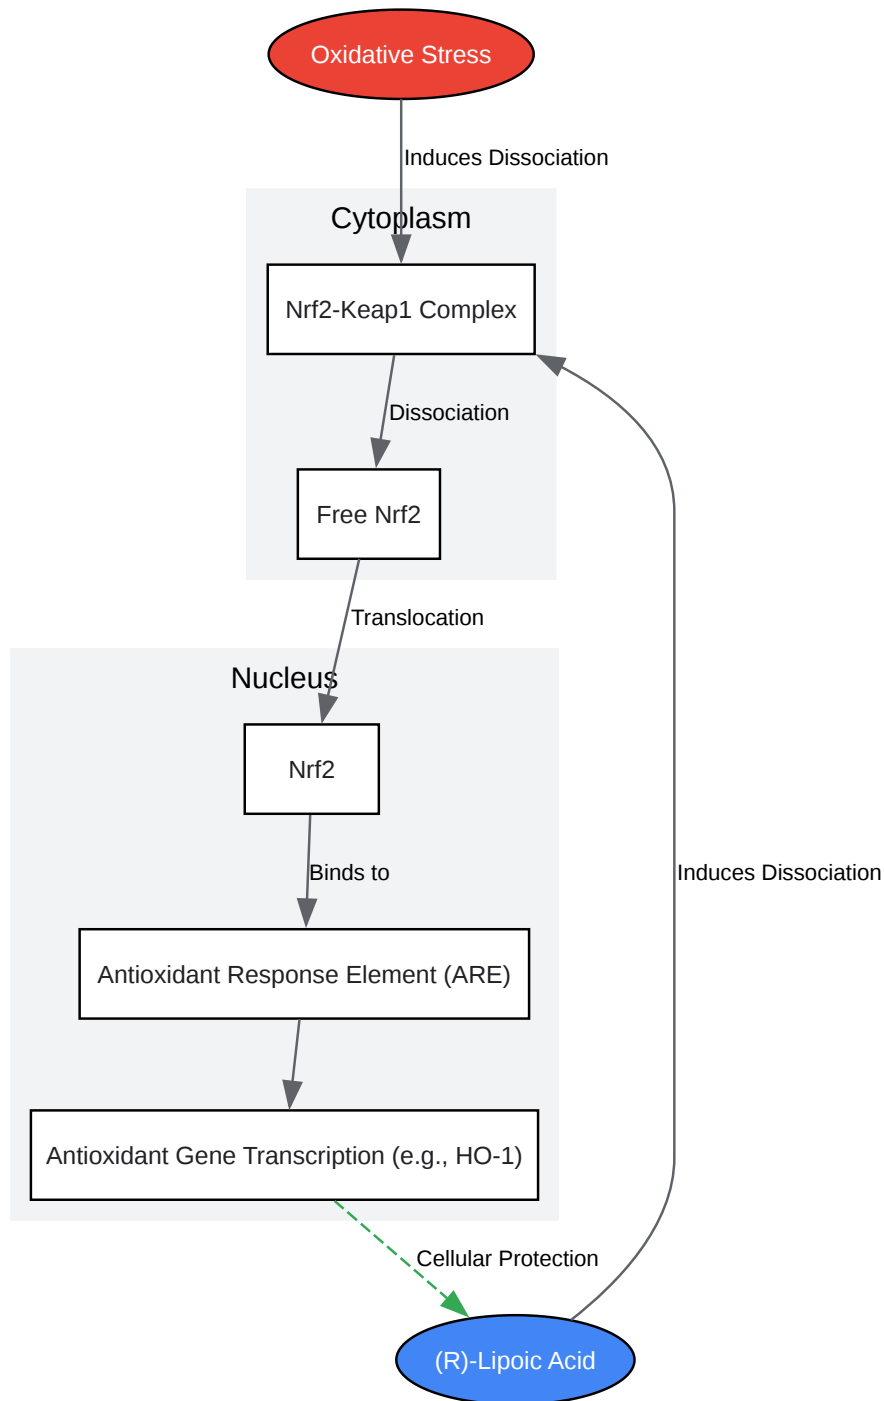 Oxidative Stress
Induces Dissociation
Cytoplasm
Nrf2-Keap1 Complex
Dissociation
Free Nrf2
Translocation
Nucleus
Nrf2
Binds to
Induces Dissociation
Antioxidant Response Element (ARE)
Antioxidant Gene Transcription (e.g., HO-1)
Cellular Protection
(R)-Lipoic Acid